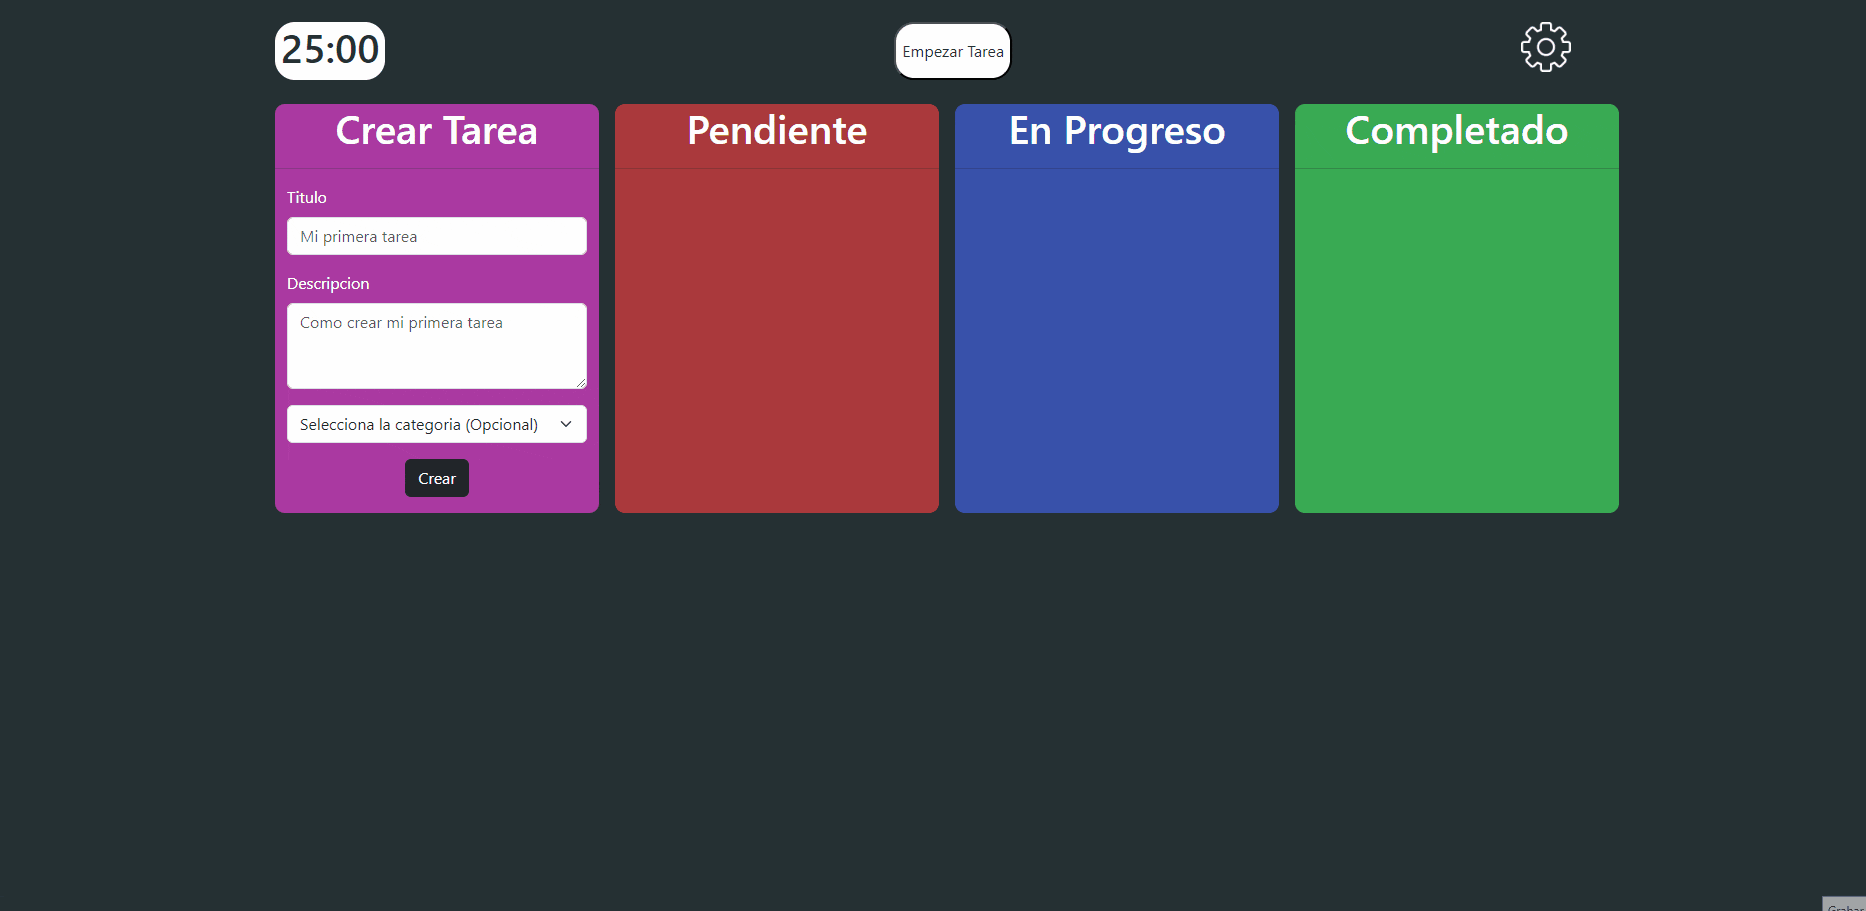 25:00
Empezar Tarea
Crear Tarea
Pendiente
En Progreso
Completado
Titulo
Mi primera tarea
Descripcion
Como crear mi primera tarea
Selecciona la categoria (Opcional)
Crear